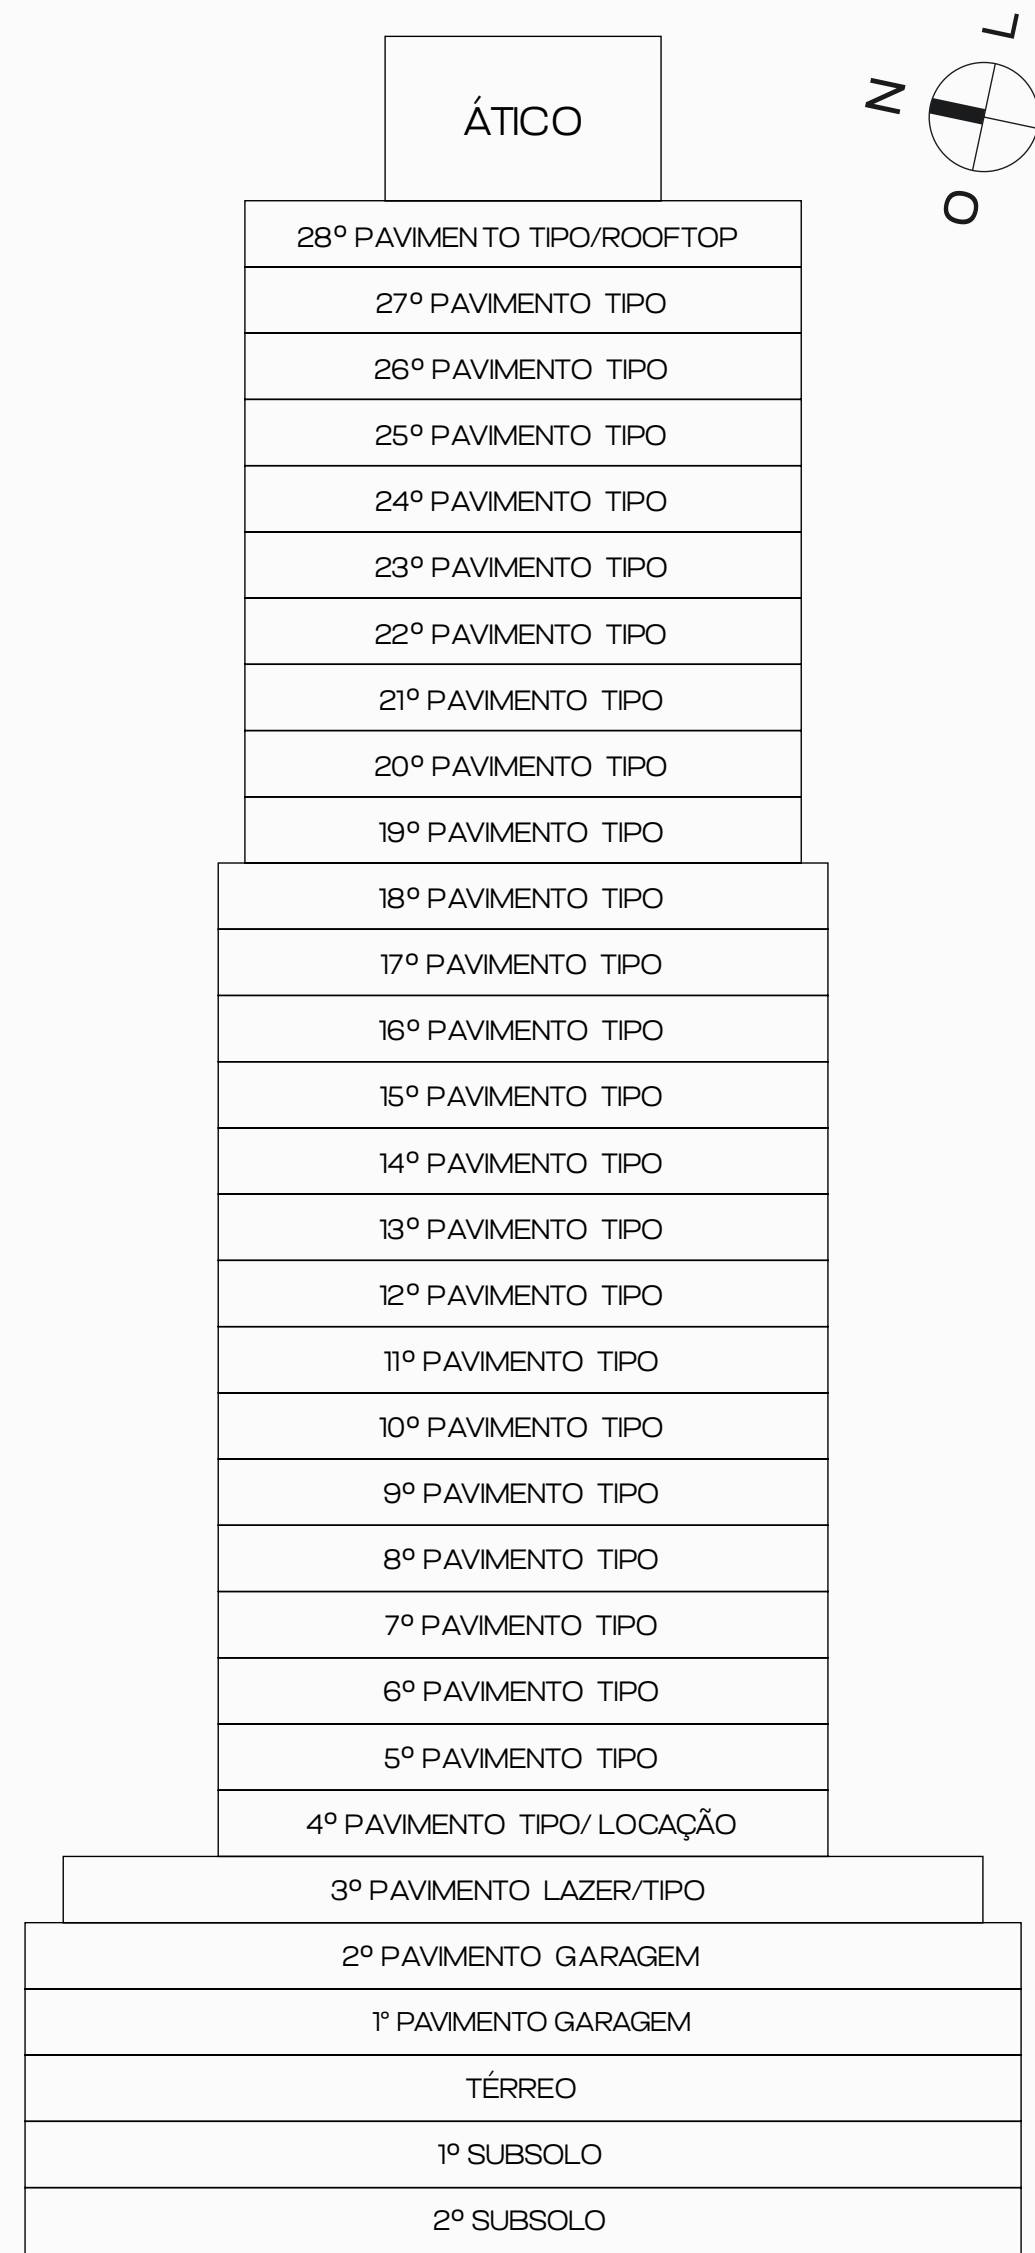 L
N
O
ÁTICO
28º PAVIMENTO TIPO/ROOFTOP
27º PAVIMENTO TIPO
26º PAVIMENTO TIPO
25º PAVIMENTO TIPO
24º PAVIMENTO TIPO
23º PAVIMENTO TIPO
22º PAVIMENTO TIPO
21º PAVIMENTO TIPO
20º PAVIMENTO TIPO
19º PAVIMENTO TIPO
18º PAVIMENTO TIPO
17º PAVIMENTO TIPO
16º PAVIMENTO TIPO
15º PAVIMENTO TIPO
14º PAVIMENTO TIPO
13º PAVIMENTO TIPO
12º PAVIMENTO TIPO
11º PAVIMENTO TIPO
10º PAVIMENTO TIPO
9º PAVIMENTO TIPO
8º PAVIMENTO TIPO
7º PAVIMENTO TIPO
6º PAVIMENTO TIPO
5º PAVIMENTO TIPO
4º PAVIMENTO TIPO/ LOCAÇÃO
3º PAVIMENTO LAZER/TIPO
2º PAVIMENTO GARAGEM
1° PAVIMENTO GARAGEM
TÉRREO
1º SUBSOLO
2º SUBSOLO